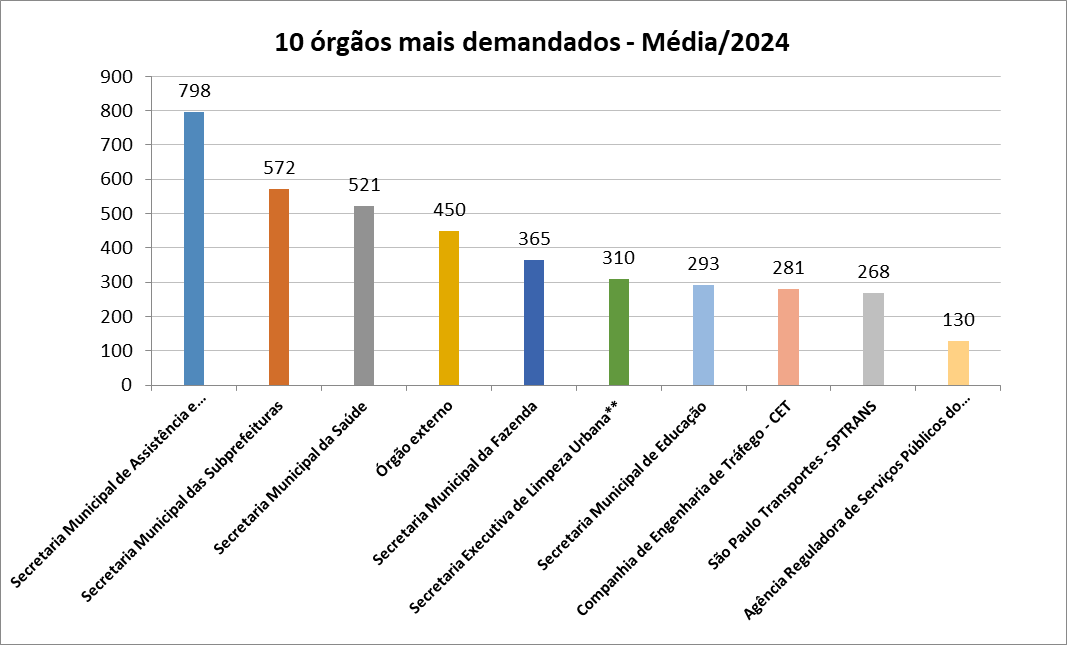 10 órgãos mais demandados - Média/2024
900
800
700
600
500
400
300
200
100
0
798
572
521
450
365
310
293
281
268
130
Secretaria Municipal de Assistência e...
Secretaria Municipal das Subprefeituras
Secretaria Municipal da Saúde
Órgão externo
Secretaria Municipal da Fazenda
Secretaria Executiva de Limpeza Urbana**
Secretaria Municipal de Educação
Companhia de Engenharia de Tráfego - CET
São Paulo Transportes - SPTRANS
Agência Reguladora de Serviços Públicos do...